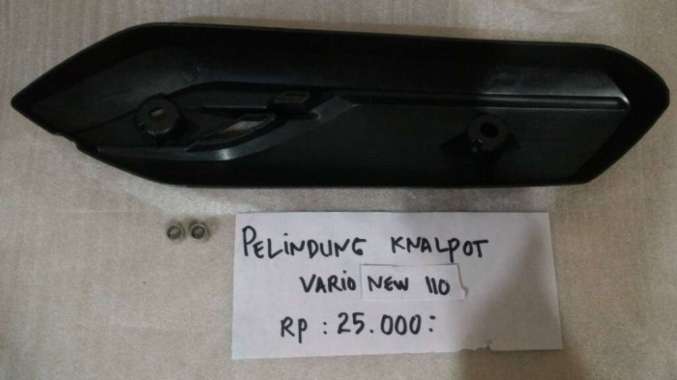 PELINDUNG KNALPOT
VARIO NEW 110
RP : 25.000: